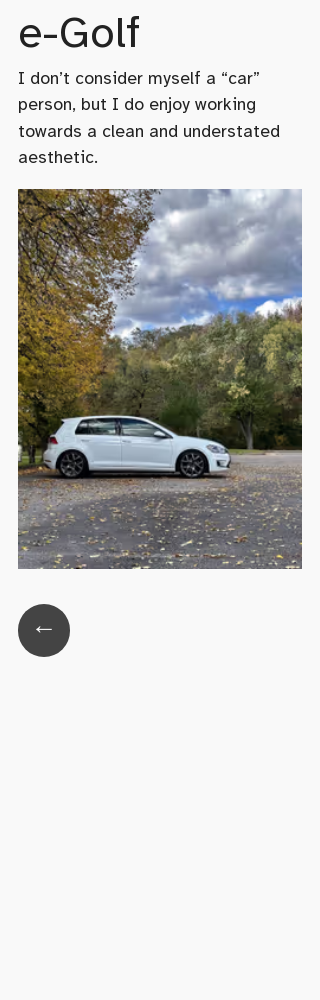 e-Golf
I don’t consider myself a “car”
person, but I do enjoy working
towards a clean and understated
aesthetic.
←